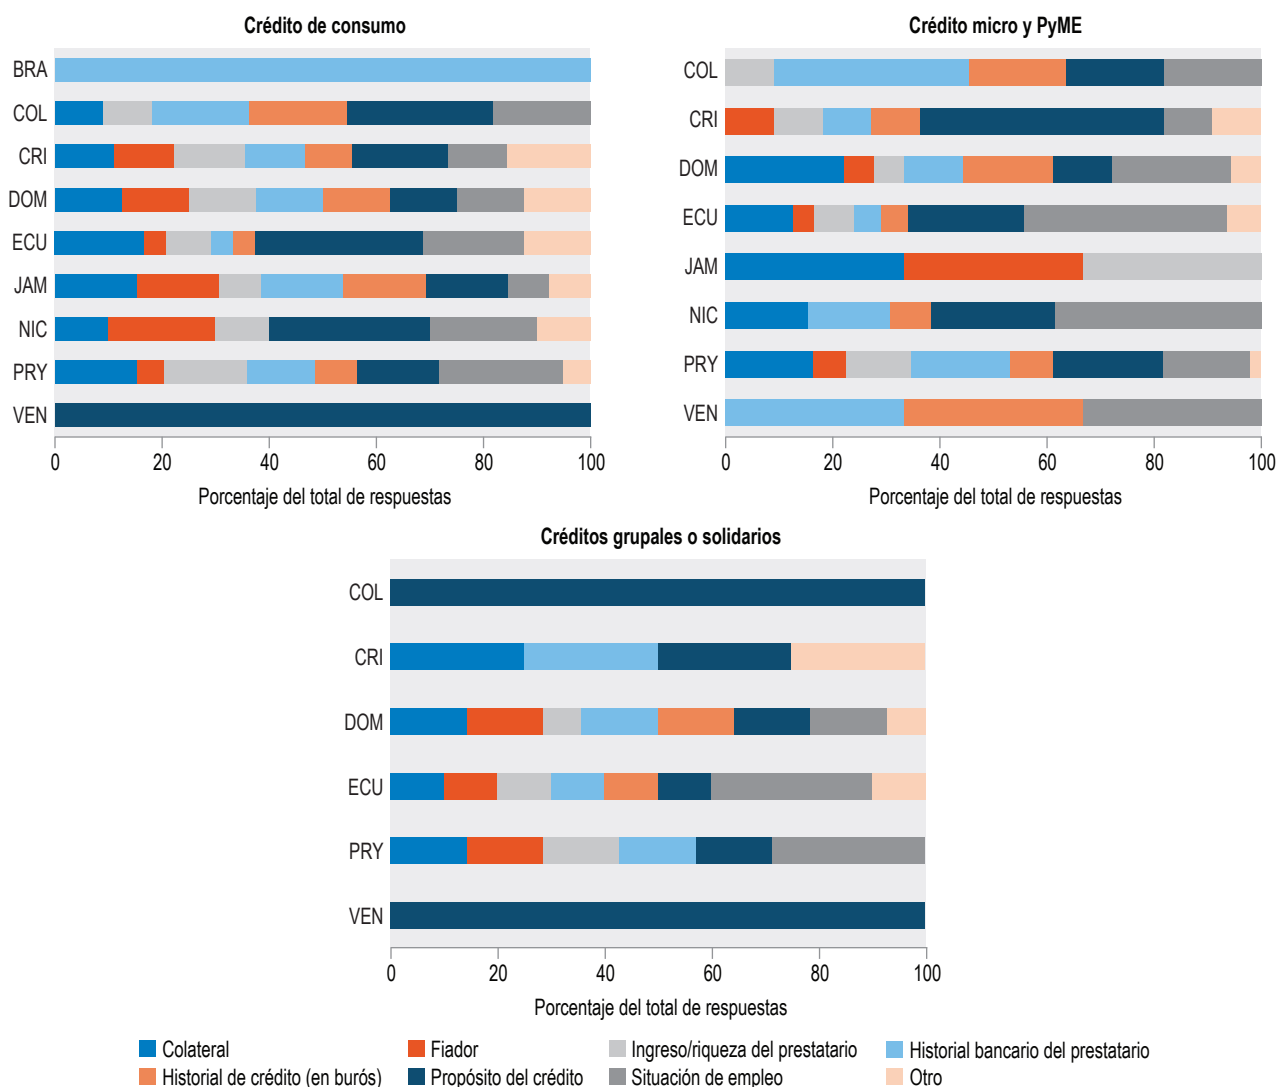 Crédito de consumo
BRA
COL
CRI
DOM
ECU
JAM
NIC
PRY
VEN
0 20 40 60 80 100
Porcentaje del total de respuestas
Crédito micro y PyME
COL
CRI
DOM
ECU
JAM
NIC
PRY
VEN
0 20 40 60 80 100
Porcentaje del total de respuestas
Créditos grupales o solidarios
COL
CRI
DOM
ECU
PRY
VEN
0 20 40 60 80 100
Porcentaje del total de respuestas
Colateral Fiador Ingreso/riqueza del prestatario Historial bancario del prestatario
Historial de crédito (en burós) Propósito del crédito Situación de empleo Otro